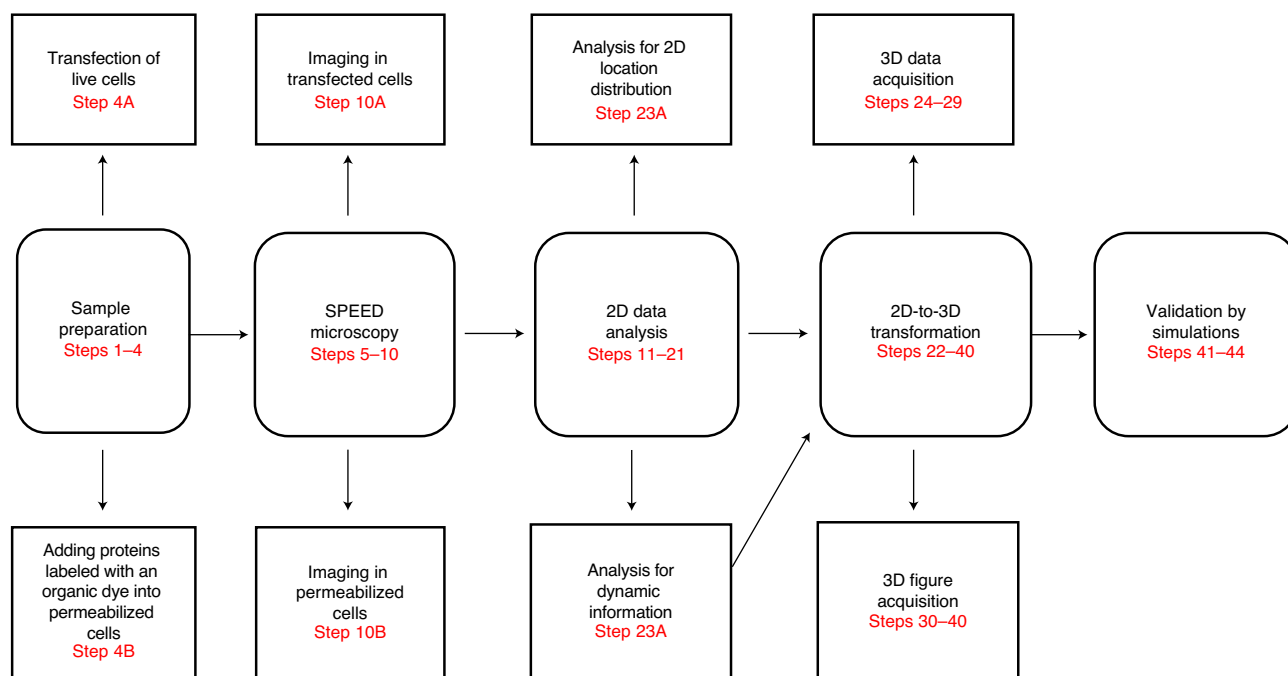 Transfection of
live cells
Step 4A
Imaging in
transfected cells
Step 10A
Analysis for 2D
location
distribution
Step 23A
3D data
acquisition
Steps 24–29
Sample
preparation
Steps 1–4
SPEED
microscopy
Steps 5–10
2D data
analysis
Steps 11–21
2D-to-3D
transformation
Steps 22–40
Validation by
simulations
Steps 41–44
Adding proteins
labeled with an
organic dye into
permeabilized
cells
Step 4B
Imaging in
permeabilized
cells
Step 10B
Analysis for
dynamic
information
Step 23A
3D figure
acquisition
Steps 30–40